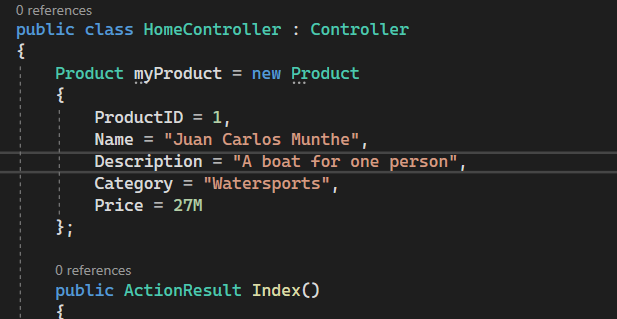 0 references
public class HomeController : Controller
{
Product myProduct = new Product
{
ProductID = 1,
Name = "Juan Carlos Munthe",
Description = "A boat for one person",
Category = "Watersports",
Price = 27M
};
0 references
public ActionResult Index()
{